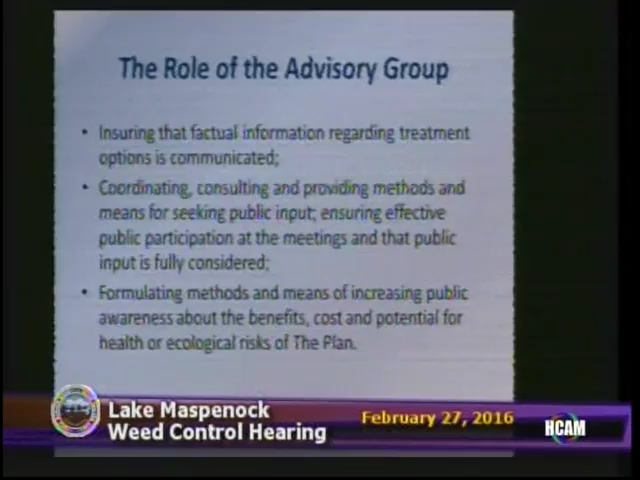 The Role of the Advisory Group
• Insuring that factual information regarding treatment
options is communicated;
• Coordinating, consulting and providing methods and
means for seeking public input; ensuring effective
public participation at the meetings and that public
input is fully considered;
• Formulating methods and means of increasing public
awareness about the benefits, cost and potential for
health or ecological risks of The Plan.
Lake Maspenock
Weed Control Hearing
February 27, 2016
HCAM